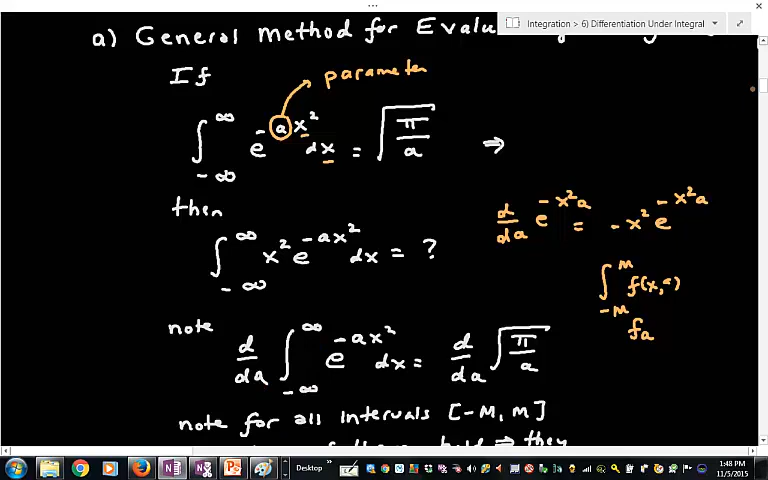 Integration > 6) Differentiation Under Integral
a) General method for Evalu
If
parameter
∫_{-∞}^{∞} e^{-ax²} dx = √(π/a) ⇒
then
d/da e^{-x²a} = -x² e^{-x²a}
∫_{-∞}^{∞} x² e^{-ax²} dx = ?
∫_{-M}^{M} f(x,a)
f_a
note
d/da ∫_{-∞}^{∞} e^{-ax²} dx = d/da √(π/a)
note for all intervals [-M, M]
hold ⇒ they
Desktop
1:48 PM
11/5/2015